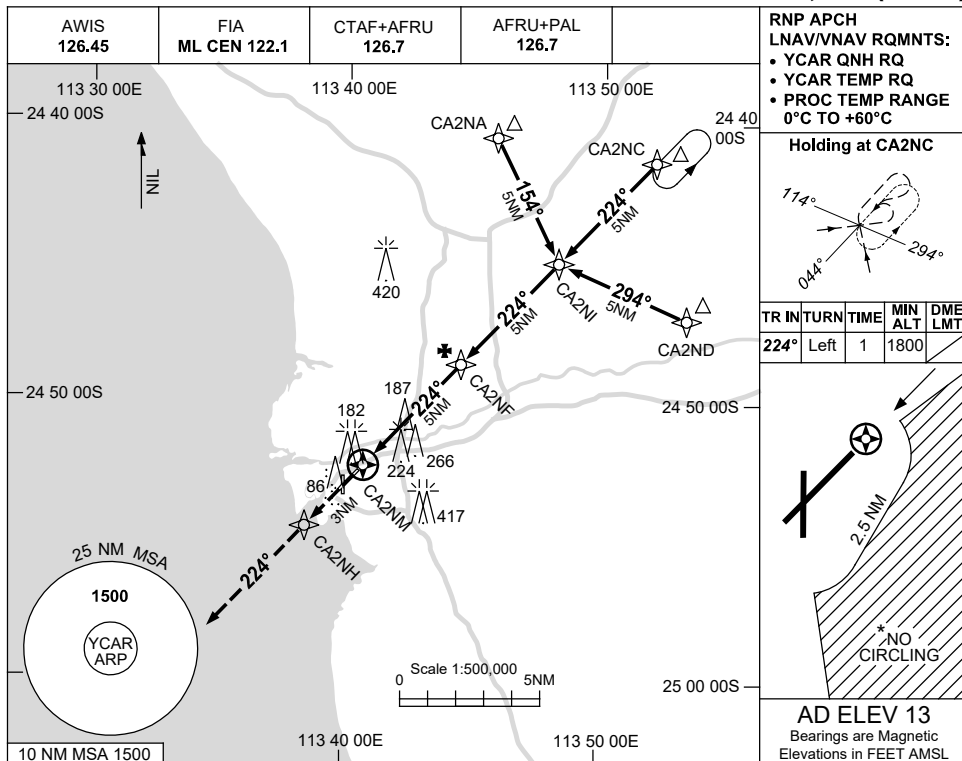 AWIS
126.45
FIA
ML CEN 122.1
CTAF+AFRU
126.7
AFRU+PAL
126.7
RNP APCH
LNAV/VNAV RQMNTS:
• YCAR QNH RQ
• YCAR TEMP RQ
• PROC TEMP RANGE
0°C TO +60°C
113 30 00E
113 40 00E
113 50 00E
24 40 00S
24 40
00S
NIL
CA2NA
CA2NC
154°
5NM
224°
5NM
CA2NI
294°
5NM
CA2ND
420
224°
5NM
CA2NF
24 50 00S
24 50 00S
187
224°
5NM
182
266
224
86
417
CA2NM
3NM
CA2NH
224°
25 NM MSA
1500
YCAR
ARP
Scale 1:500,000
0
5NM
25 00 00S
113 40 00E
113 50 00E
10 NM MSA 1500
Holding at CA2NC
114°
294°
044°
TR IN
TURN
TIME
MIN
ALT
DME
LMT
224°
Left
1
1800
2.5 NM
*NO
CIRCLING
AD ELEV 13
Bearings are Magnetic
Elevations in FEET AMSL